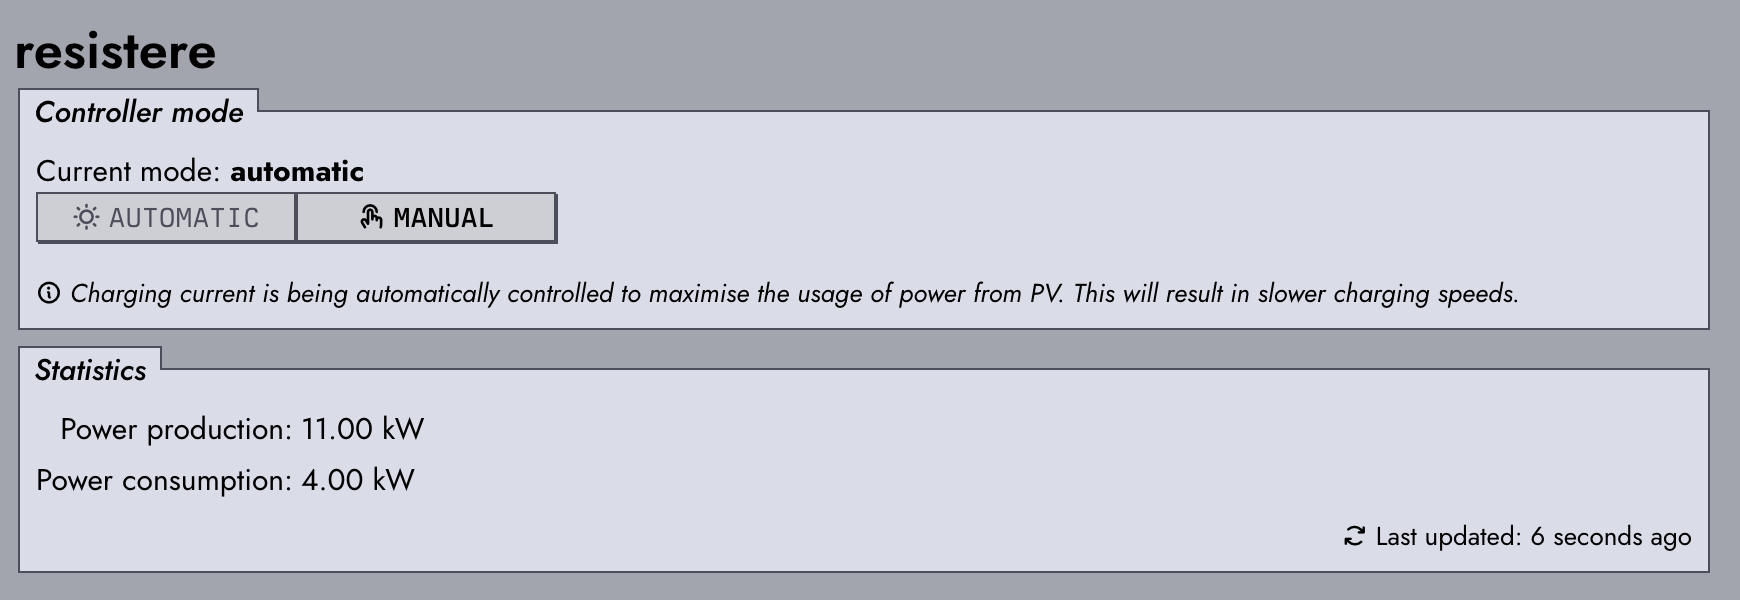 resistere
Controller mode
Current mode: automatic
AUTOMATIC MANUAL
Charging current is being automatically controlled to maximise the usage of power from PV. This will result in slower charging speeds.
Statistics
Power production: 11.00 kW
Power consumption: 4.00 kW
Last updated: 6 seconds ago